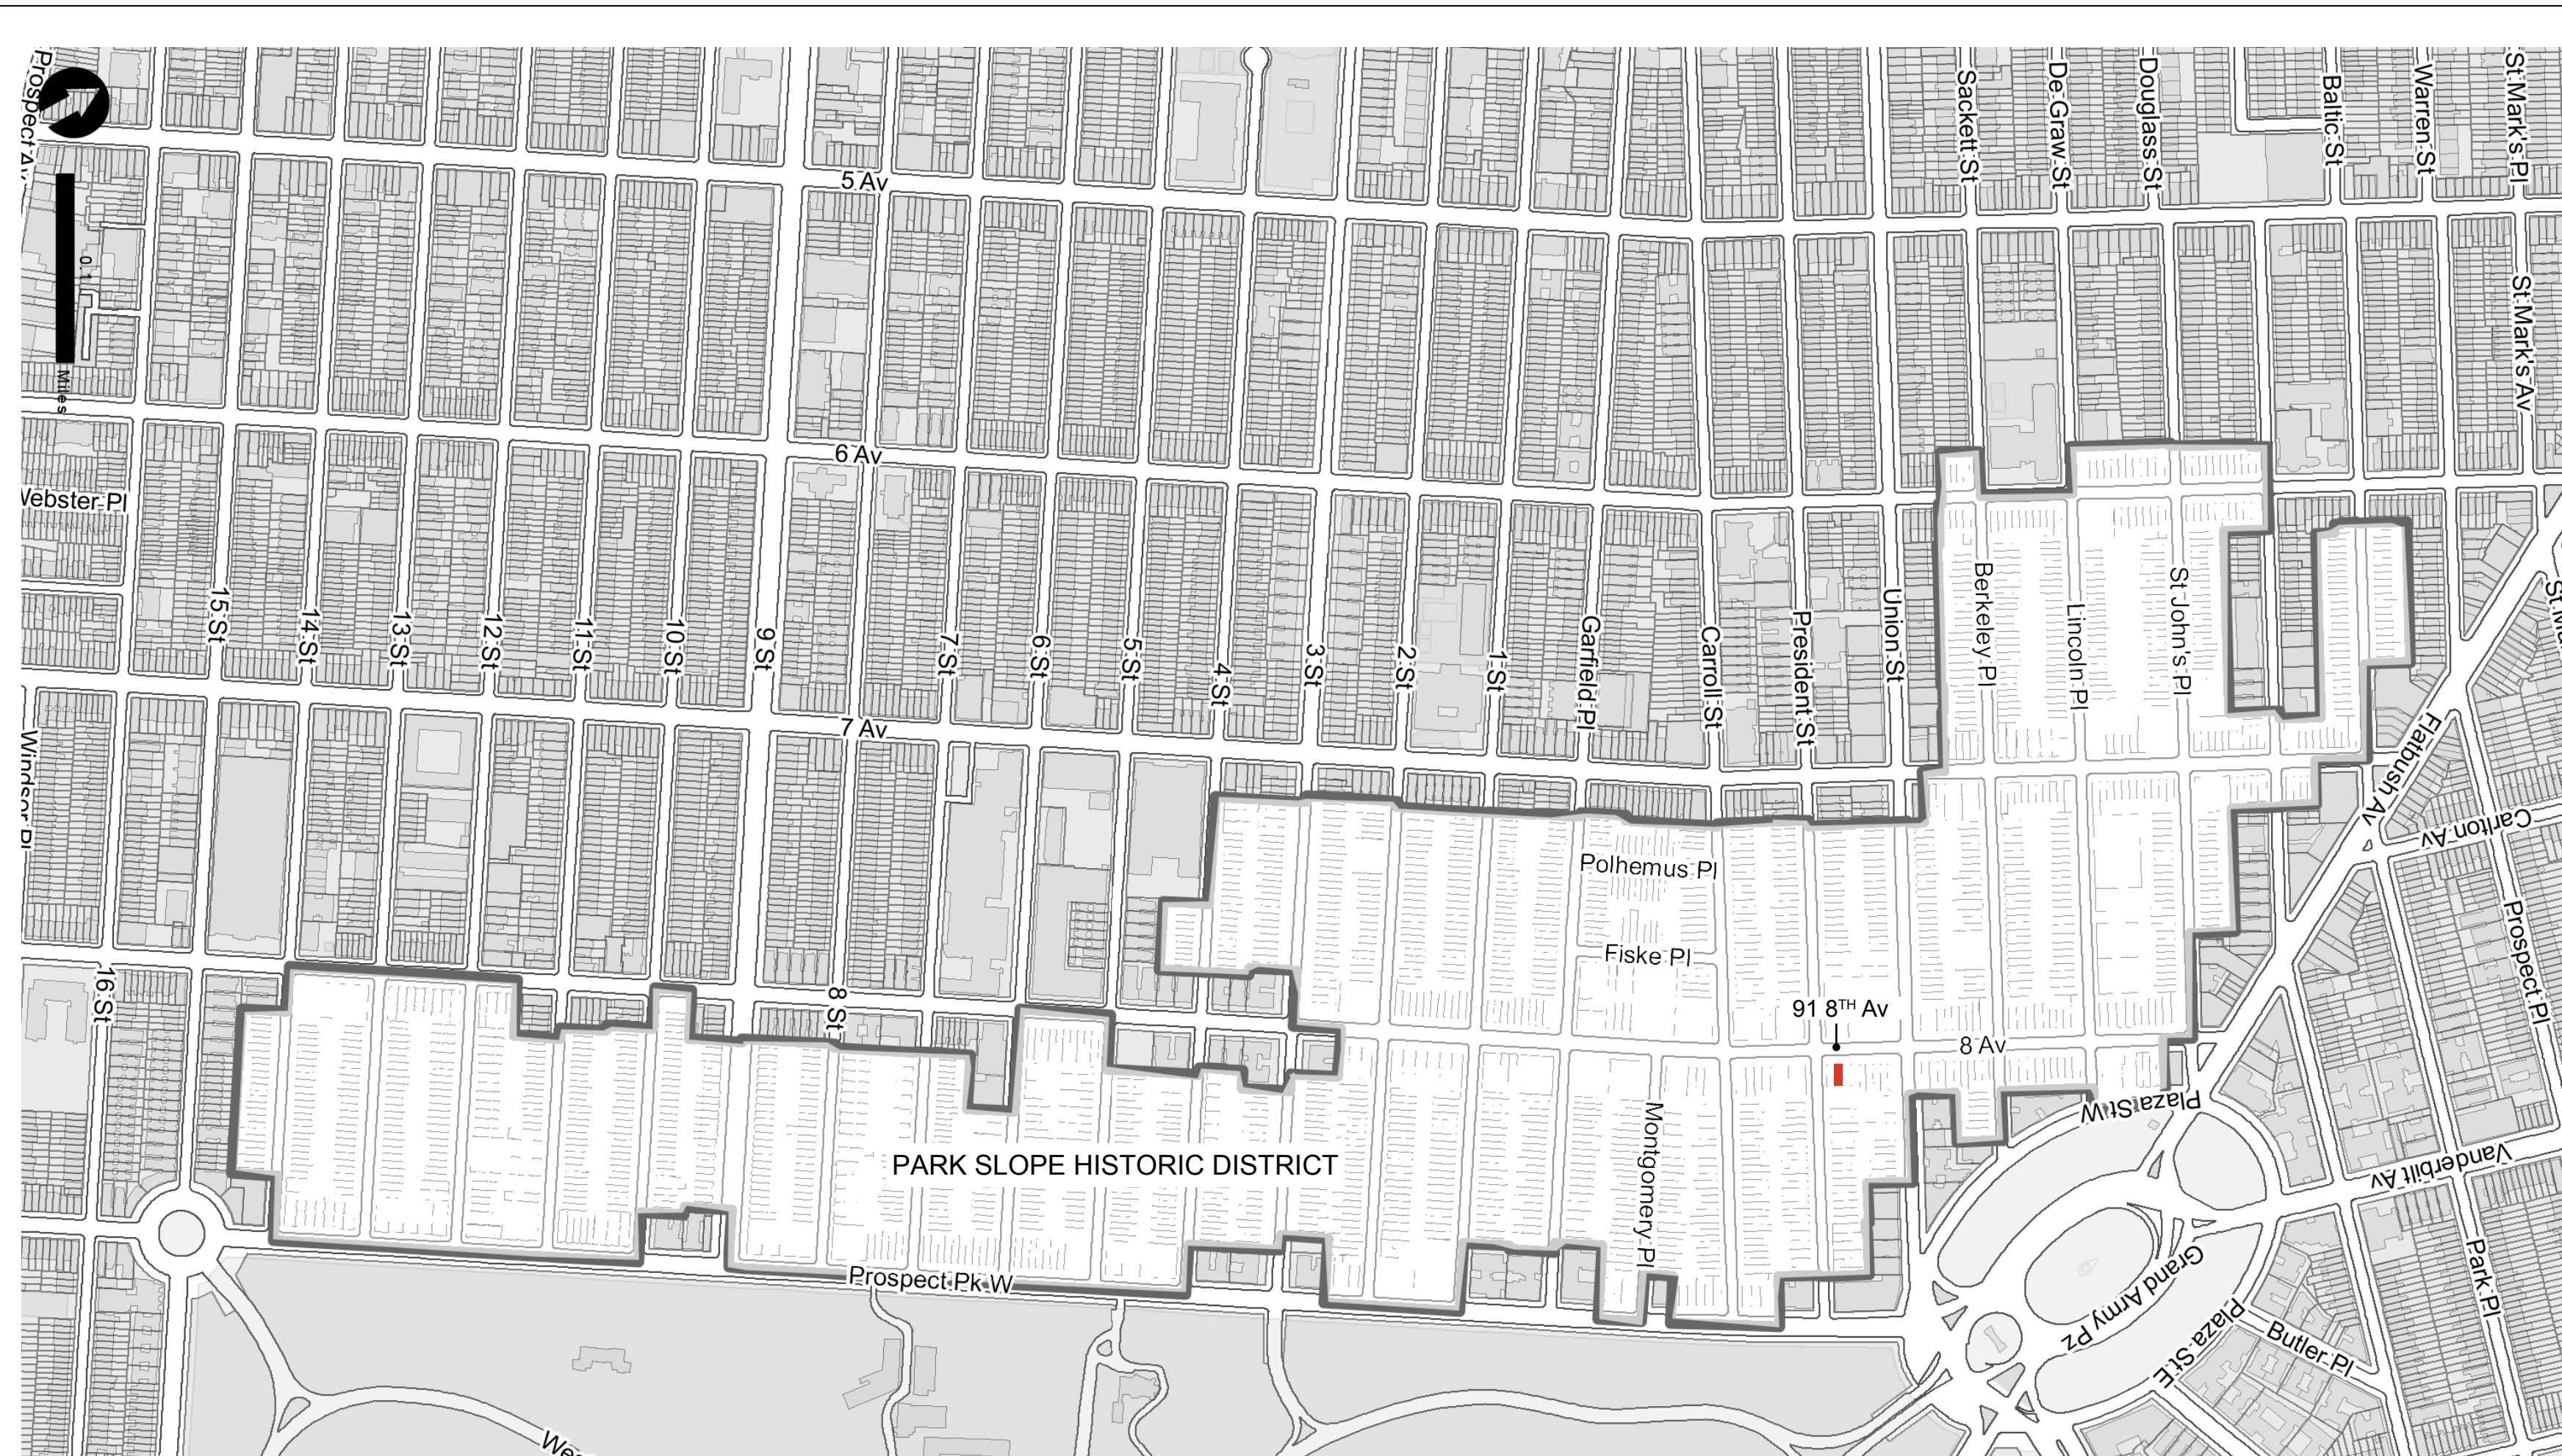 Prospect Av
0.1
Miles
Sackett St
De Graw St
Douglass St
Baltic St
Warren St
St Mark's Pl
5 Av
St Mark's Av
6 Av
Webster Pl
15 St
14 St
13 St
12 St
11 St
10 St
9 St
7 St
6 St
5 St
4 St
3 St
2 St
1 St
Garfield Pl
Carroll St
President St
Union St
Berkeley Pl
Lincoln Pl
St John's Pl
7 Av
Windsor Pl
Flatbush Av
Carlton Av
Polhemus Pl
Fiske Pl
Prospect Pl
16 St
8 St
91 8TH Av
8 Av
Plaza St W
Montgomery Pl
PARK SLOPE HISTORIC DISTRICT
Vanderbilt Av
Prospect Pk W
Grand Army Pz
Plaza St E
Butler Pl
Park Pl